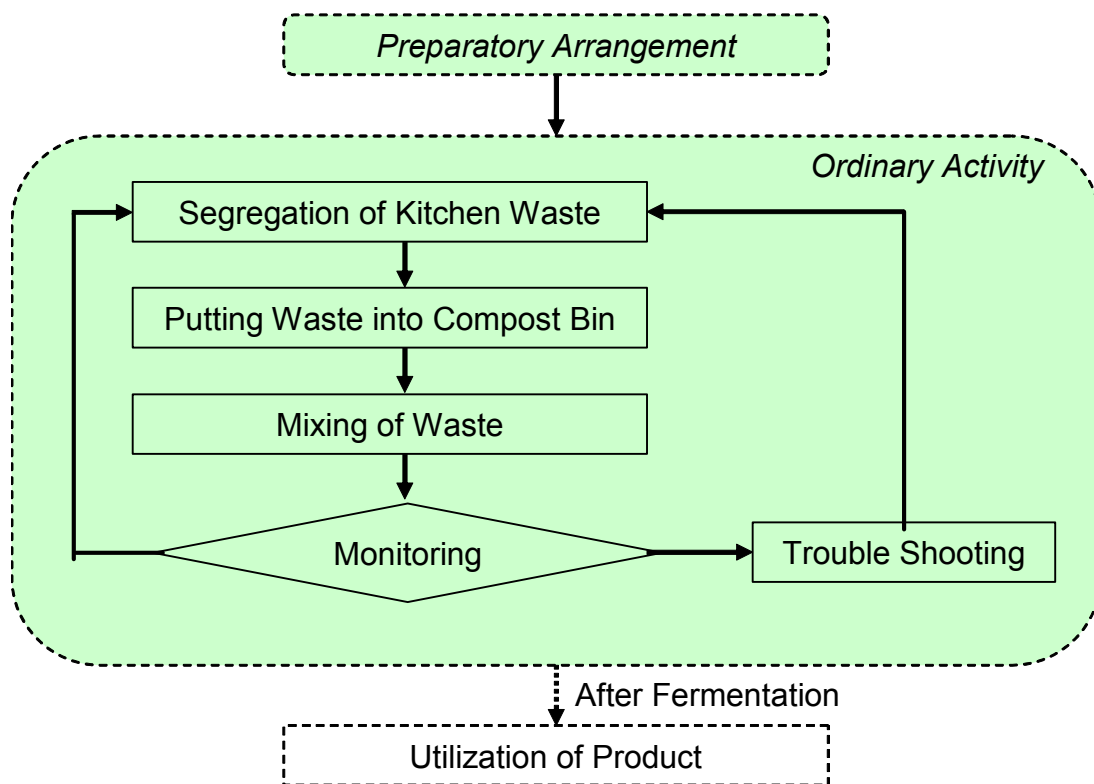 Preparatory Arrangement
Ordinary Activity
Segregation of Kitchen Waste
Putting Waste into Compost Bin
Mixing of Waste
Monitoring
Trouble Shooting
After Fermentation
Utilization of Product